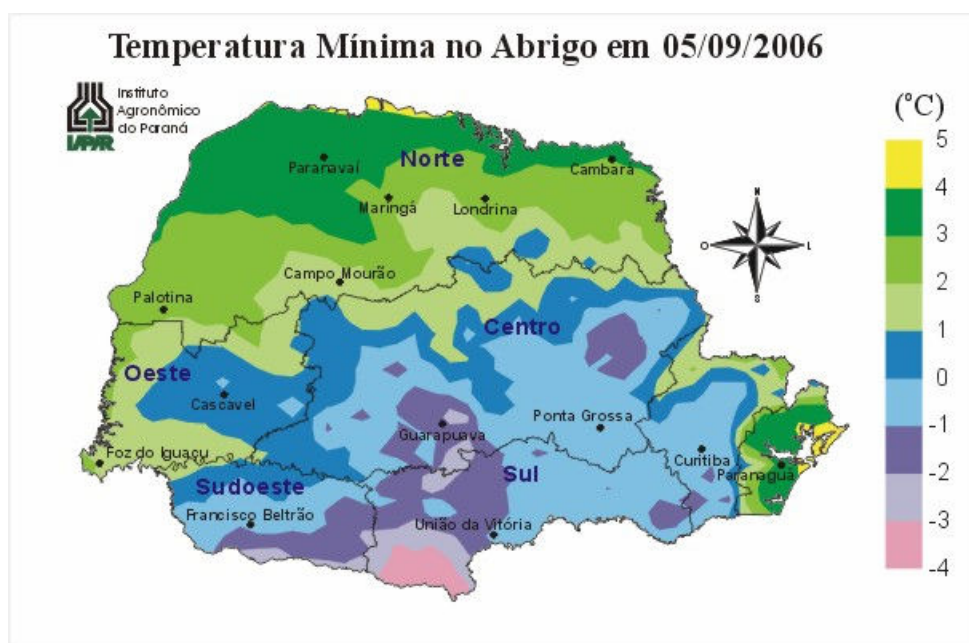 Temperatura Mínima no Abrigo em 05/09/2006
Instituto
Agronômico
do Paraná
IAPAR
(°C)
5
4
3
2
1
0
-1
-2
-3
-4
N
O
L
S
Norte
Paranavaí
Cambará
Maringá
Londrina
Campo Mourão
Palotina
Centro
Oeste
Cascavel
Ponta Grossa
Guarapuava
Foz do Iguaçu
Curitiba
Paranaguá
Sudoeste
Sul
Francisco Beltrão
União da Vitória